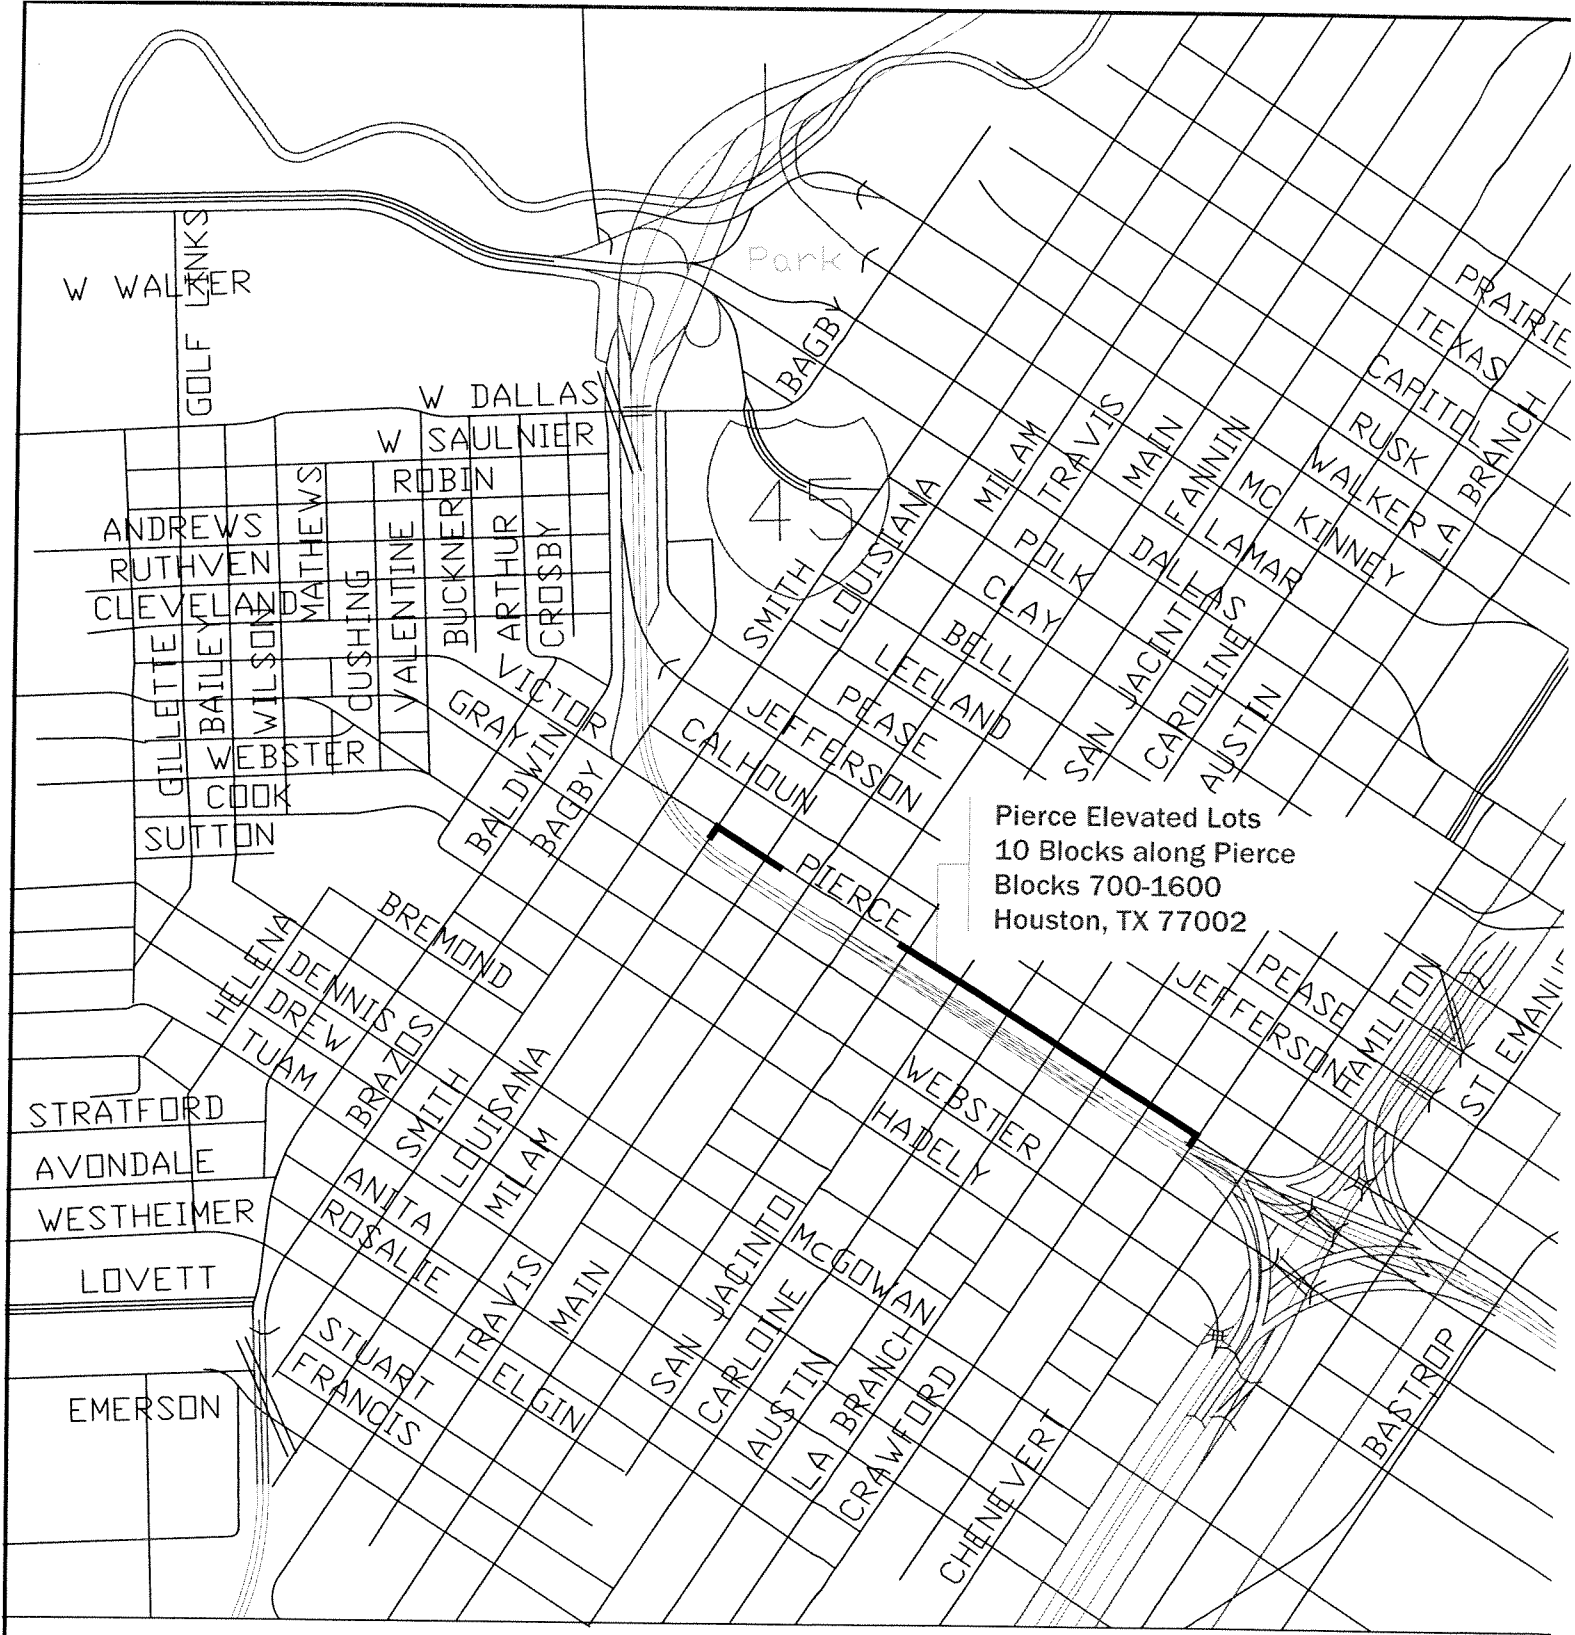 Park
W WALKER
GOLF LINKS
PRAIRIE
TEXAS
CAPITOL
RUSK
WALKER
LA BRANCH
BAGBY
W DALLAS
W SAULNIER
ROBIN
45
MILAM
TRAVIS
MAIN
FANNIN
MC KINNEY
LAMAR
DALLAS
POLK
CLAY
BELL
LEELAND
PEASE
JEFFERSON
CALHOUN
SMITH
LOUISIANA
SAN JACINTO
CAROLINE
AUSTIN
ANDREWS
RUTHVEN
CLEVELAND
MATHEWS
CUSHING
VALENTINE
BUCKNER
ARTHUR
CROSBY
GILLETTE
BAILEY
WILSON
VICTOR
GRAY
BALDWIN
BAGBY
WEBSTER
COOK
SUTTON
PIERCE
Pierce Elevated Lots
10 Blocks along Pierce
Blocks 700-1600
Houston, TX 77002
PEASE
JEFFERSON
HAMILTON
ST EMANUE
HELENA
BREMOND
DENNIS
DREW
TUAM
BRAZOS
SMITH
LOUISANA
MILAM
WEBSTER
HADELY
STRATFORD
AVONDALE
WESTHEIMER
LOVETT
ANITA
ROSALIE
STUART
FRANCIS
TRAVIS
MAIN
ELGIN
SAN JACINTO
McGOWAN
CARLOINE
AUSTIN
LA BRANCH
CRAWFORD
CHENEVERT
BASTROP
EMERSON